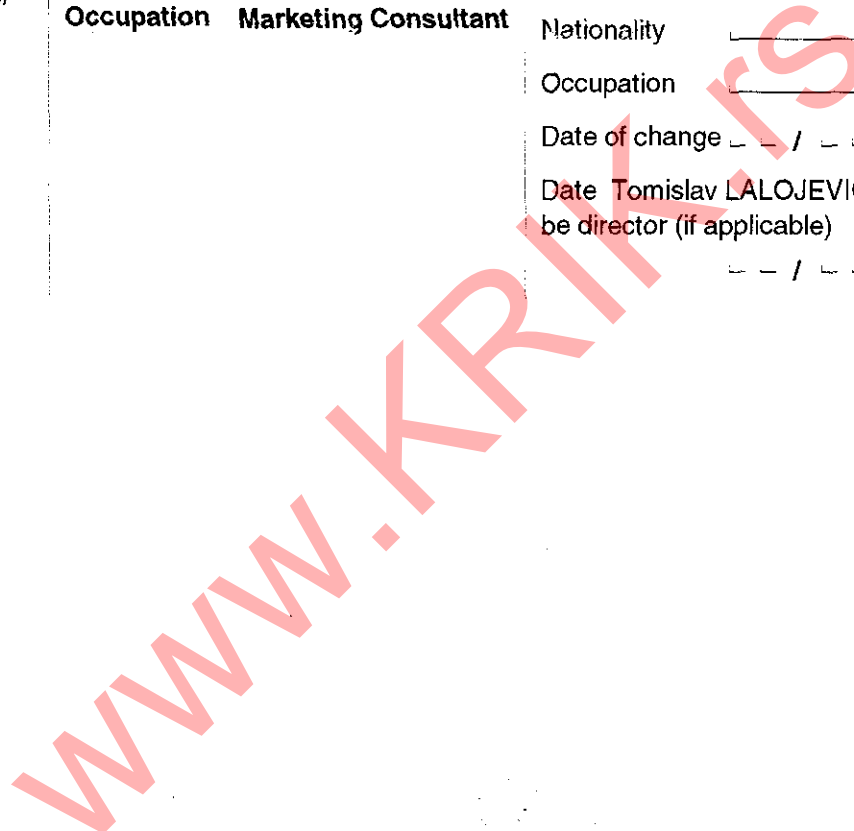 Occupation Marketing Consultant
Nationality
Occupation
Date of change _ _ / _ _
Date Tomislav LALOJEVI
be director (if applicable)
_ _ / _ _
www.KRIK.rs